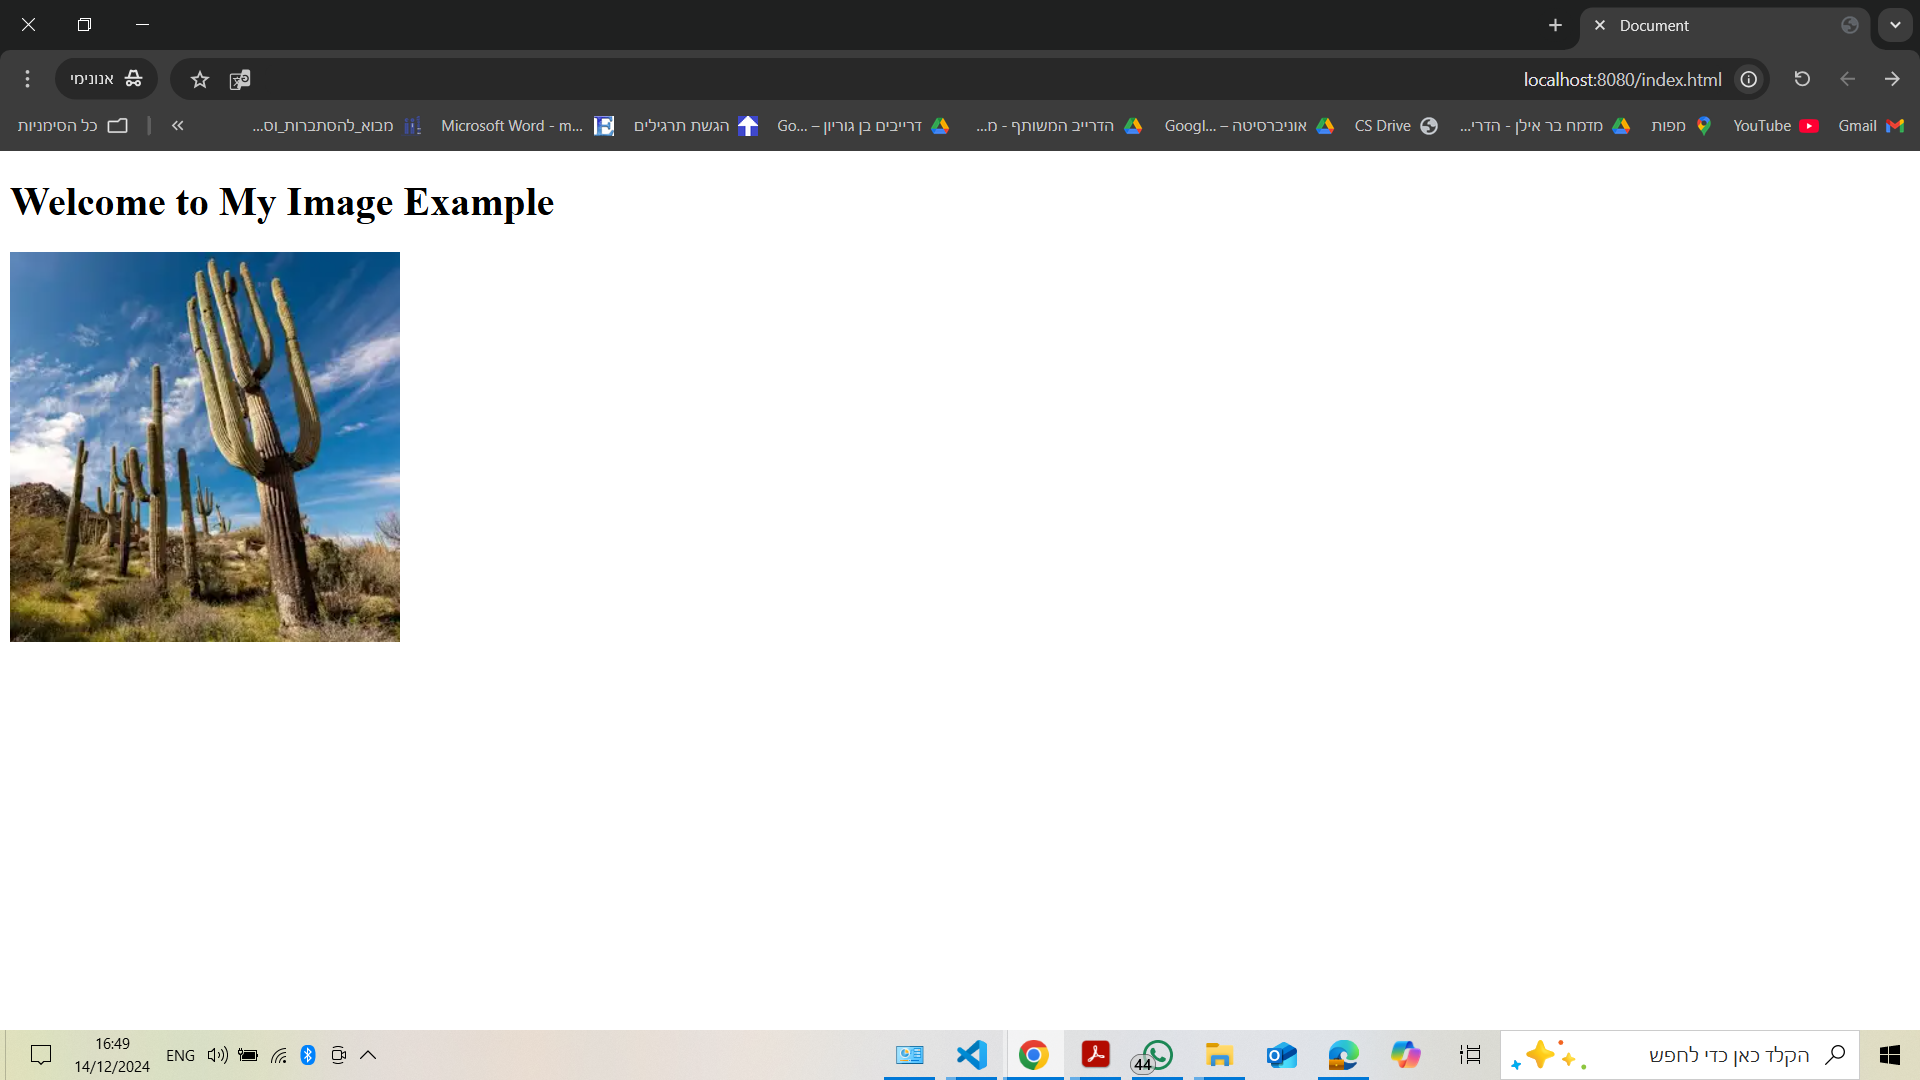 Document
localhost:8080/index.html
אנונימי
Gmail
YouTube
מפות
מדמח בר אילן - הדרי...
CS Drive
אוניברסיטה – Googl...
הדרייב המשותף - מ...
דרייבים בן גוריון – Go...
הגשת תרגילים
Microsoft Word - m...
מבוא_להסתברות_וס...
כל הסימניות
Welcome to My Image Example
הקלד כאן כדי לחפש
44
ENG
16:49
14/12/2024